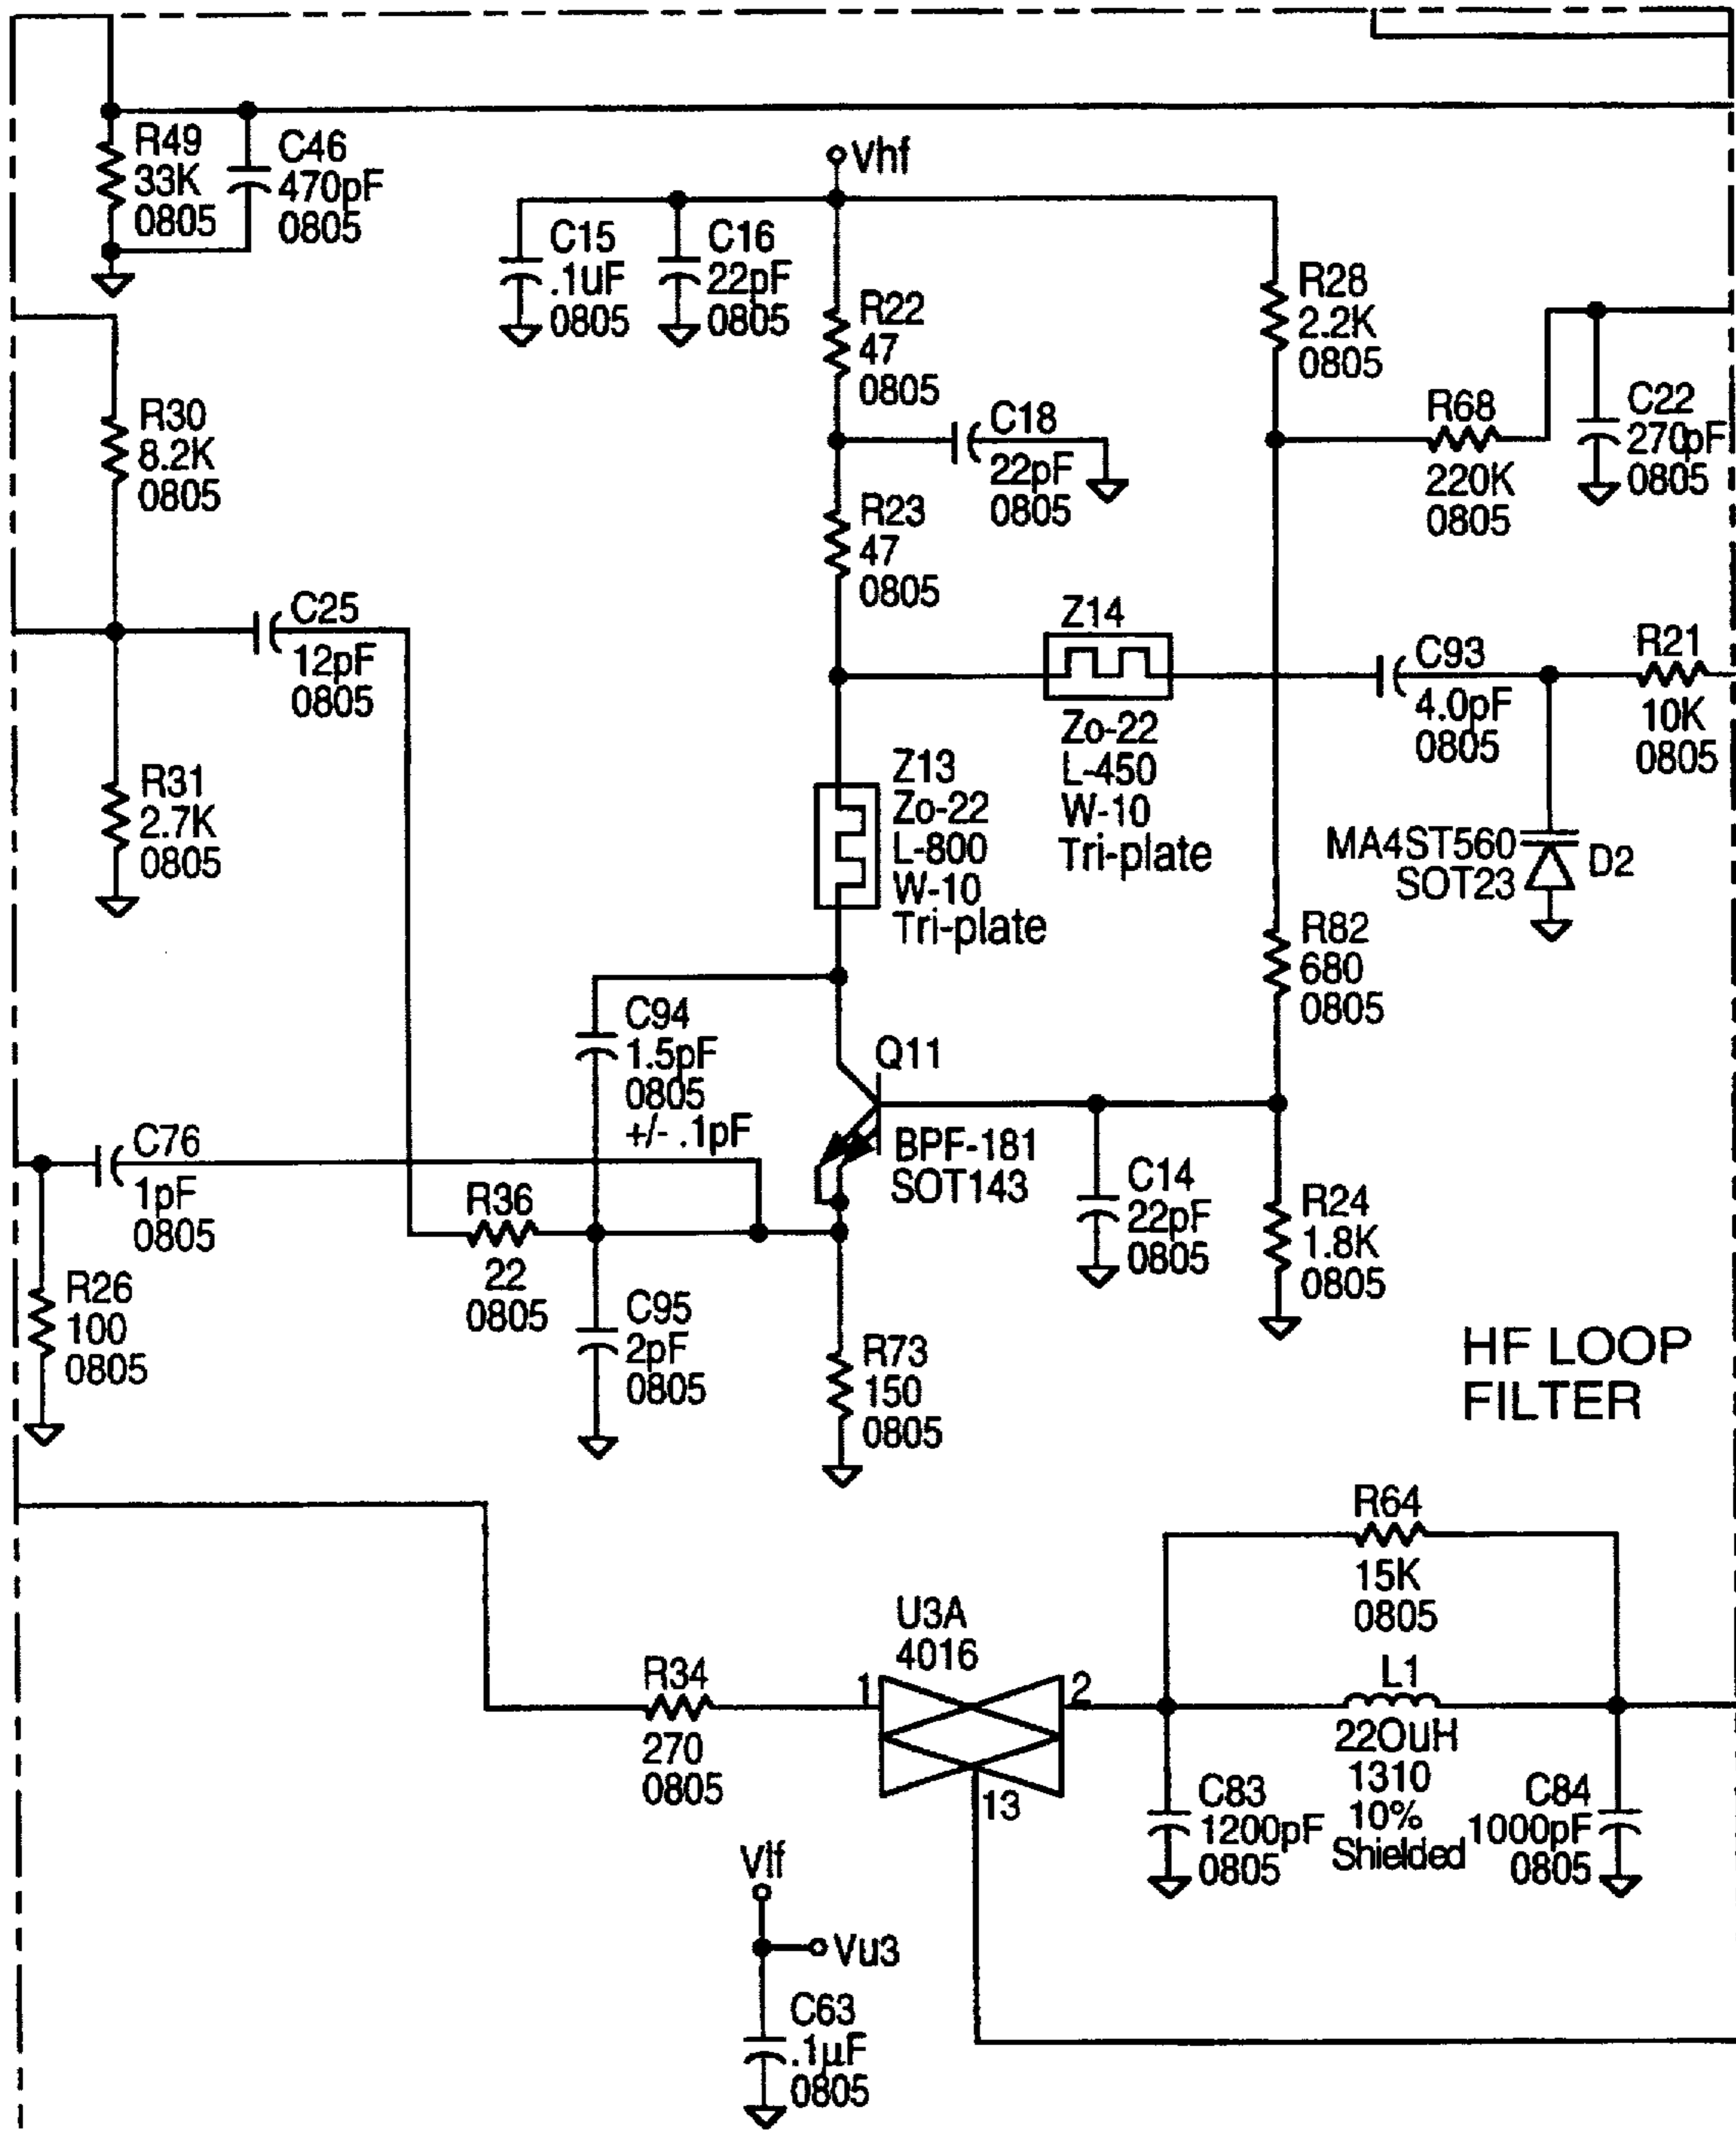 R49
33K
0805
C46
470pF
0805
Vhf
C15
.1uF
0805
C16
22pF
0805
R22
47
0805
R28
2.2K
0805
R30
8.2K
0805
C18
22pF
0805
R68
220K
0805
C22
270pF
0805
R23
47
0805
C25
12pF
0805
Z14
Zo-22
L-450
W-10
Tri-plate
C93
4.0pF
0805
R21
10K
0805
R31
2.7K
0805
Z13
Zo-22
L-800
W-10
Tri-plate
MA4ST560
SOT23
D2
R82
680
0805
C94
1.5pF
0805
+/- .1pF
Q11
BPF-181
SOT143
C76
1pF
0805
R36
22
0805
C14
22pF
0805
R24
1.8K
0805
R26
100
0805
C95
2pF
0805
R73
150
0805
HF LOOP
FILTER
R64
15K
0805
U3A
4016
R34
270
0805
1
2
13
L1
220uH
1310
10%
Shielded
C83
1200pF
0805
C84
1000pF
0805
Vlf
Vu3
C63
.1µF
0805